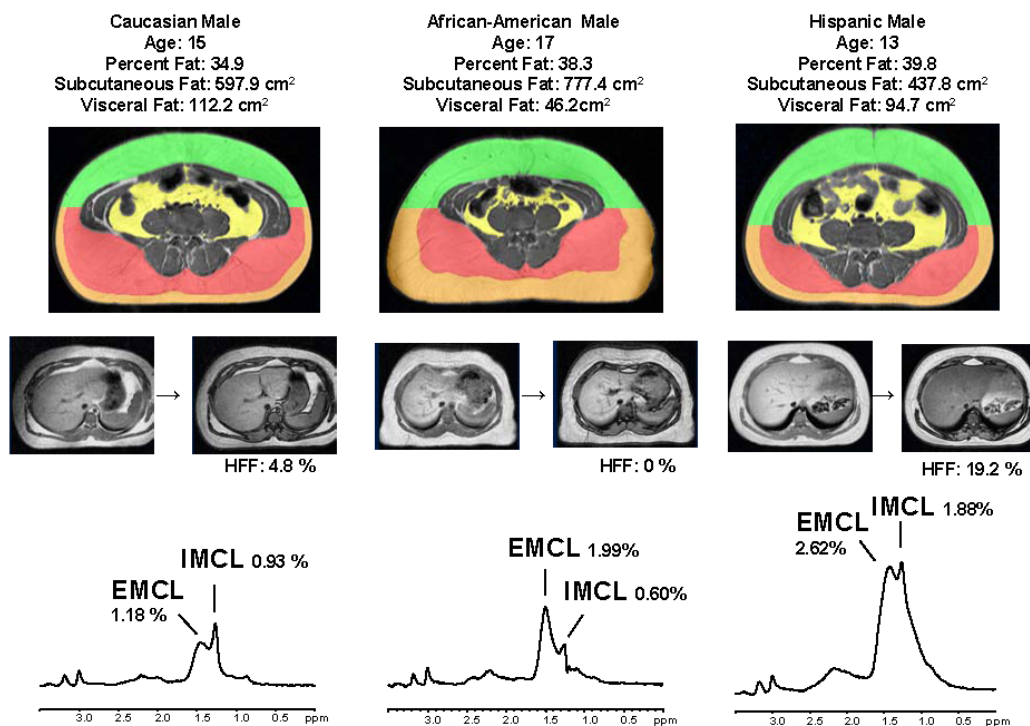 Caucasian Male
Age: 15
Percent Fat: 34.9
Subcutaneous Fat: 597.9 cm²
Visceral Fat: 112.2 cm²
African-American Male
Age: 17
Percent Fat: 38.3
Subcutaneous Fat: 777.4 cm²
Visceral Fat: 46.2cm²
Hispanic Male
Age: 13
Percent Fat: 39.8
Subcutaneous Fat: 437.8 cm²
Visceral Fat: 94.7 cm²
→
→
→
HFF: 4.8 %
HFF: 0 %
HFF: 19.2 %
IMCL 0.93 %
EMCL
1.18 %
EMCL 1.99%
IMCL 0.60%
IMCL 1.88%
EMCL
2.62%
3.0 2.5 2.0 1.5 1.0 0.5 ppm
3.0 2.5 2.0 1.5 1.0 0.5 ppm
3.0 2.5 2.0 1.5 1.0 0.5 ppm